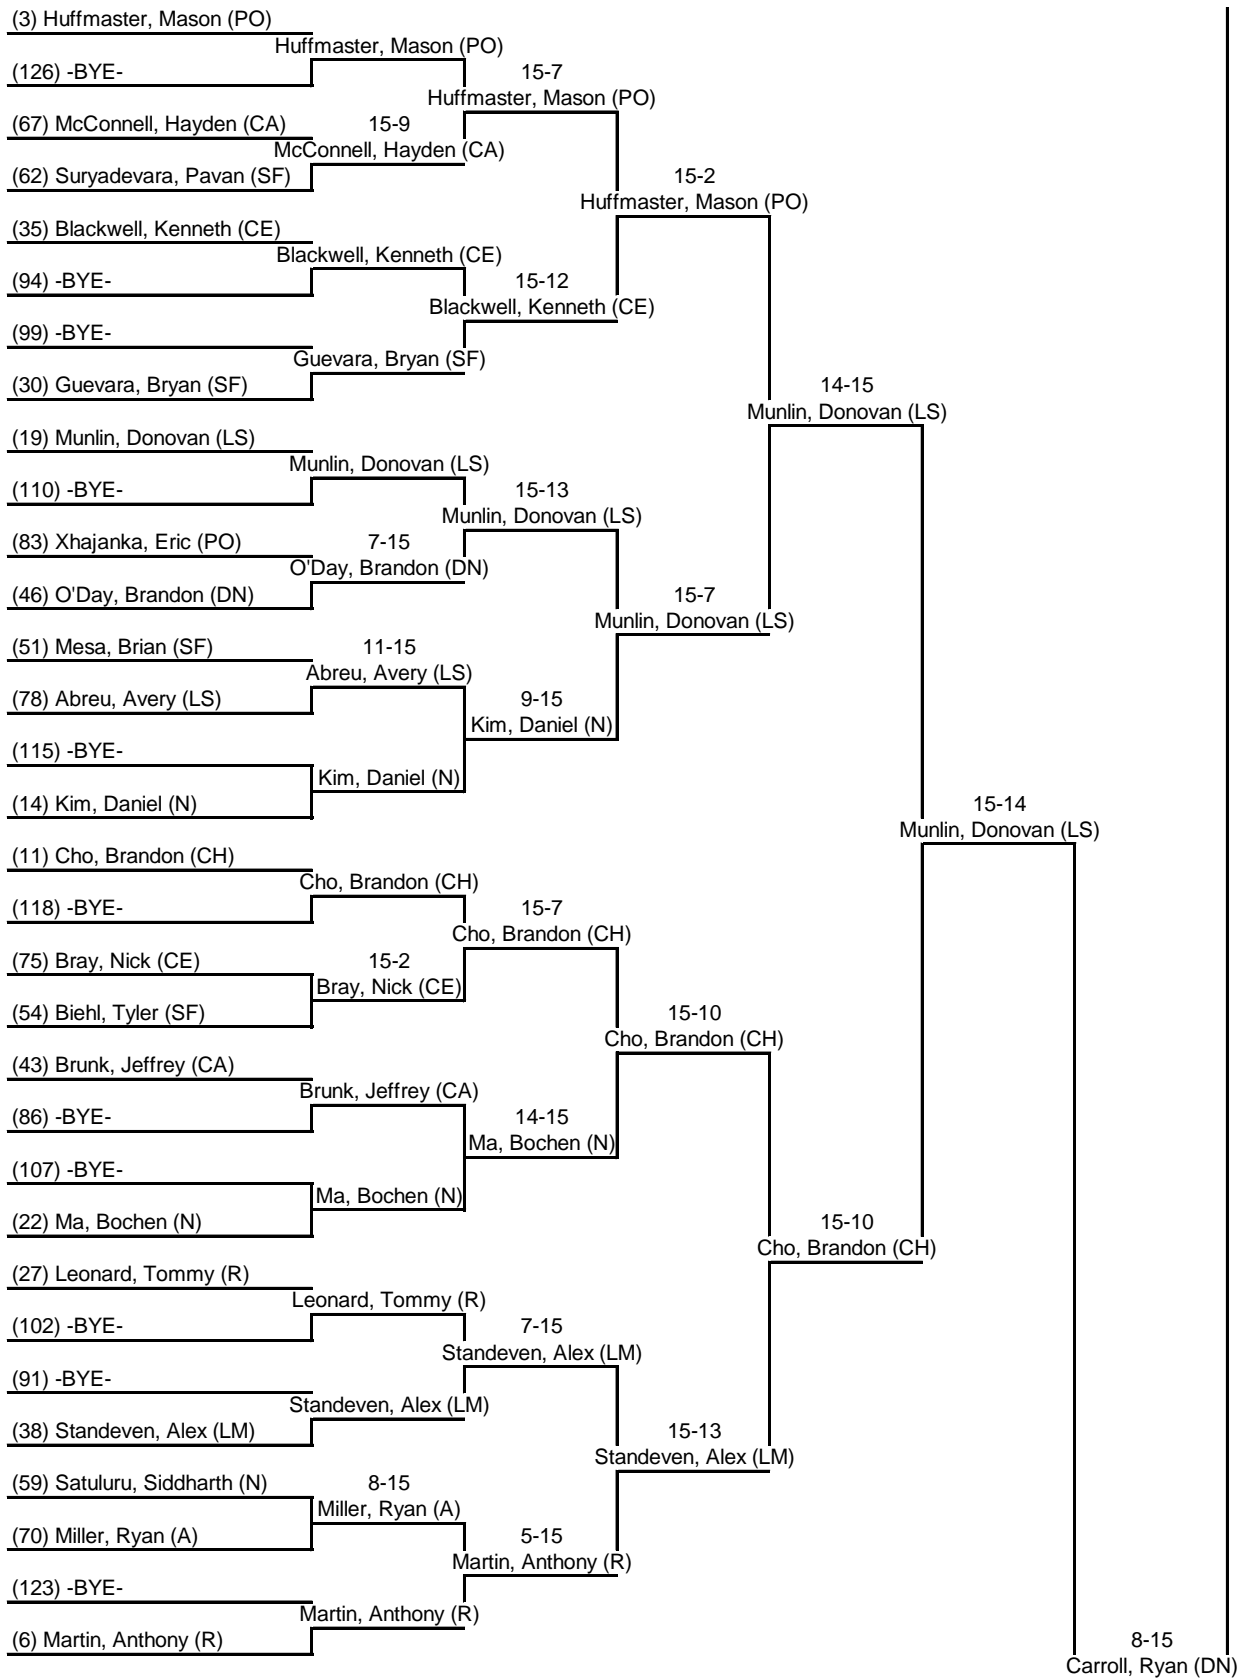 (3) Huffmaster, Mason (PO)
Huffmaster, Mason (PO)
(126) -BYE-
15-7
Huffmaster, Mason (PO)
(67) McConnell, Hayden (CA)
15-9
McConnell, Hayden (CA)
(62) Suryadevara, Pavan (SF)
15-2
Huffmaster, Mason (PO)
(35) Blackwell, Kenneth (CE)
Blackwell, Kenneth (CE)
(94) -BYE-
15-12
Blackwell, Kenneth (CE)
(99) -BYE-
Guevara, Bryan (SF)
(30) Guevara, Bryan (SF)
14-15
Munlin, Donovan (LS)
(19) Munlin, Donovan (LS)
Munlin, Donovan (LS)
(110) -BYE-
15-13
Munlin, Donovan (LS)
(83) Xhajanka, Eric (PO)
7-15
O'Day, Brandon (DN)
(46) O'Day, Brandon (DN)
15-7
Munlin, Donovan (LS)
(51) Mesa, Brian (SF)
11-15
Abreu, Avery (LS)
(78) Abreu, Avery (LS)
9-15
Kim, Daniel (N)
(115) -BYE-
Kim, Daniel (N)
(14) Kim, Daniel (N)
15-14
Munlin, Donovan (LS)
(11) Cho, Brandon (CH)
Cho, Brandon (CH)
(118) -BYE-
15-7
Cho, Brandon (CH)
(75) Bray, Nick (CE)
15-2
Bray, Nick (CE)
(54) Biehl, Tyler (SF)
15-10
Cho, Brandon (CH)
(43) Brunk, Jeffrey (CA)
Brunk, Jeffrey (CA)
(86) -BYE-
14-15
Ma, Bochen (N)
(107) -BYE-
Ma, Bochen (N)
(22) Ma, Bochen (N)
15-10
Cho, Brandon (CH)
(27) Leonard, Tommy (R)
Leonard, Tommy (R)
(102) -BYE-
7-15
Standeven, Alex (LM)
(91) -BYE-
Standeven, Alex (LM)
(38) Standeven, Alex (LM)
15-13
Standeven, Alex (LM)
(59) Satuluru, Siddharth (N)
8-15
Miller, Ryan (A)
(70) Miller, Ryan (A)
5-15
Martin, Anthony (R)
(123) -BYE-
Martin, Anthony (R)
(6) Martin, Anthony (R)
8-15
Carroll, Ryan (DN)